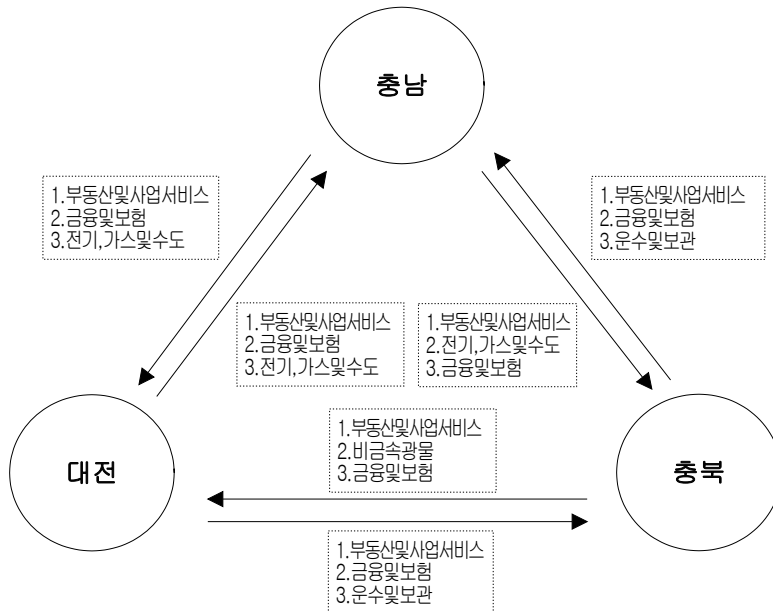 충남
1.부동산및사업서비스
2.금융및보험
3.전기,가스및수도
1.부동산및사업서비스
2.금융및보험
3.운수및보관
1.부동산및사업서비스
2.금융및보험
3.전기,가스및수도
1.부동산및사업서비스
2.전기,가스및수도
3.금융및보험
대전
1.부동산및사업서비스
2.비금속광물
3.금융및보험
충북
1.부동산및사업서비스
2.금융및보험
3.운수및보관